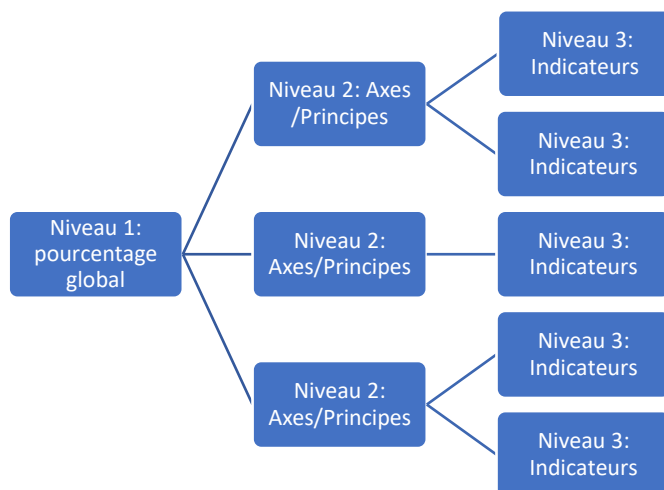 Niveau 1:
pourcentage
global
Niveau 2: Axes
/Principes
Niveau 3:
Indicateurs
Niveau 3:
Indicateurs
Niveau 2:
Axes/Principes
Niveau 3:
Indicateurs
Niveau 2:
Axes/Principes
Niveau 3:
Indicateurs
Niveau 3:
Indicateurs